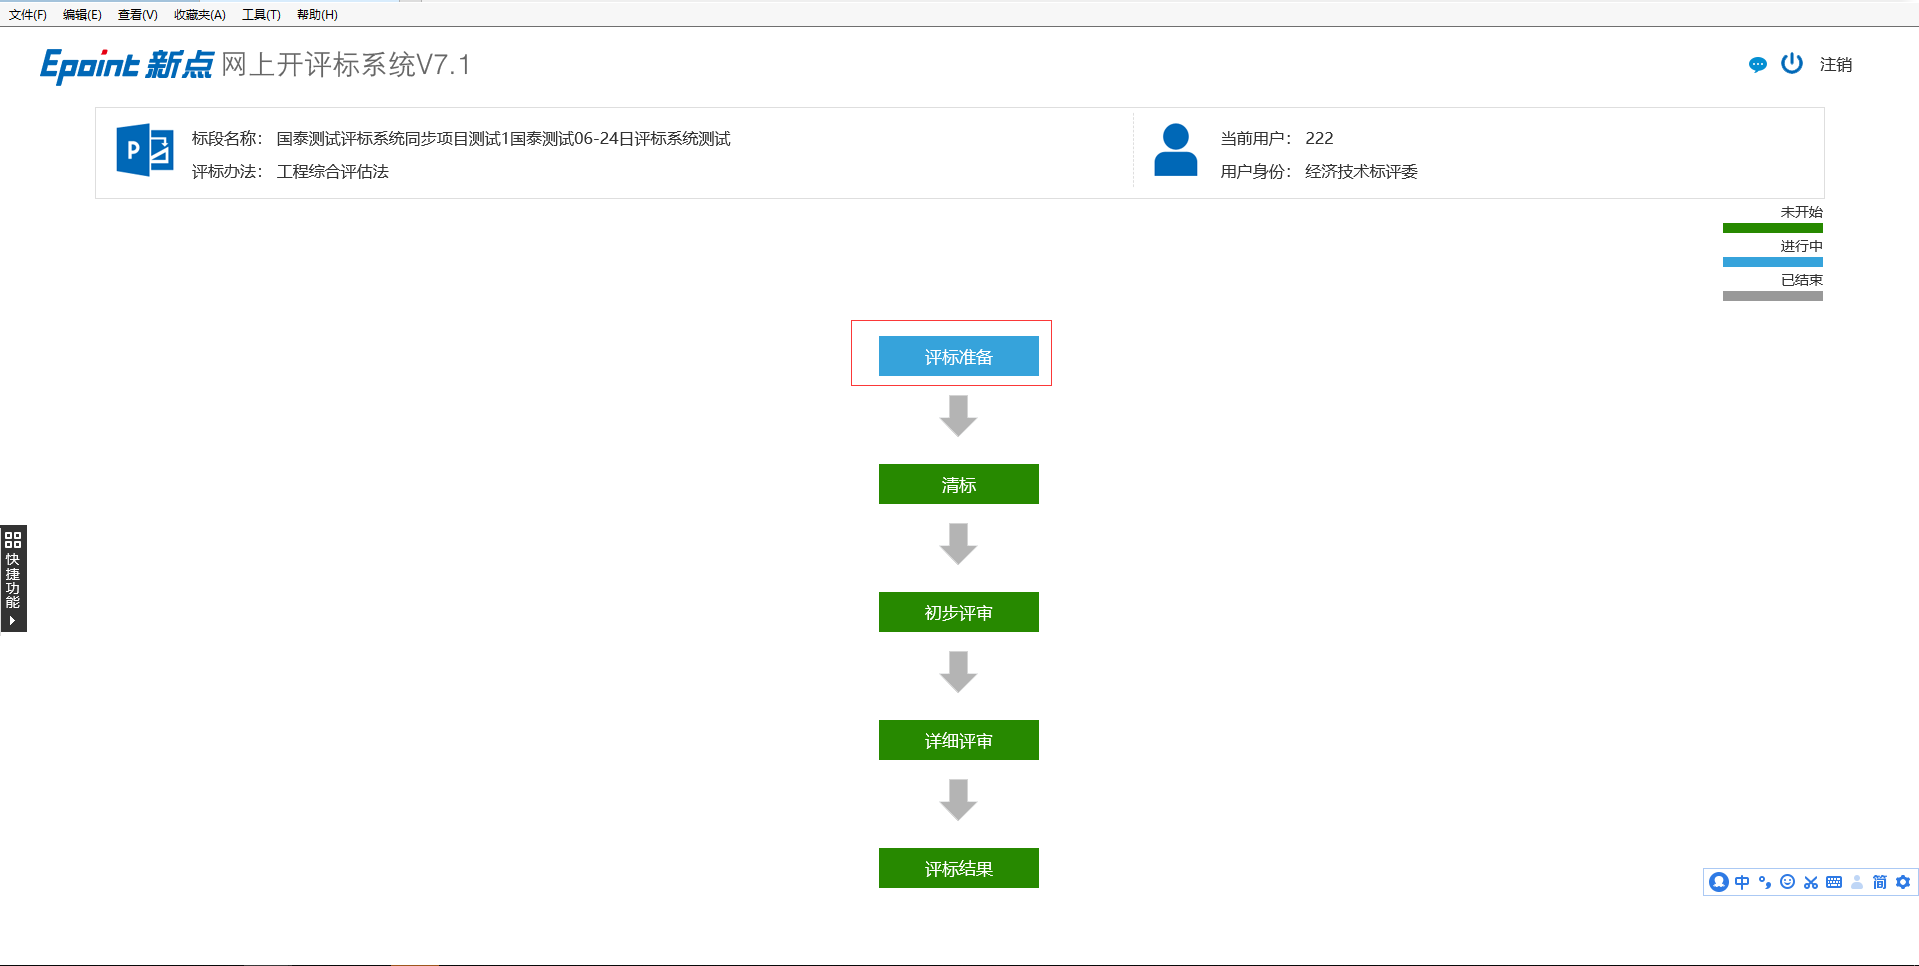 文件(F) 编辑(E) 查看(V) 收藏夹(A) 工具(T) 帮助(H)
Epoint 新点 网上开评标系统V7.1
注销
标段名称： 国泰测试评标系统同步项目测试1国泰测试06-24日评标系统测试
评标办法： 工程综合评估法
当前用户： 222
用户身份： 经济技术标评委
未开始
进行中
已结束
评标准备
清标
初步评审
详细评审
评标结果
快捷功能
中 简